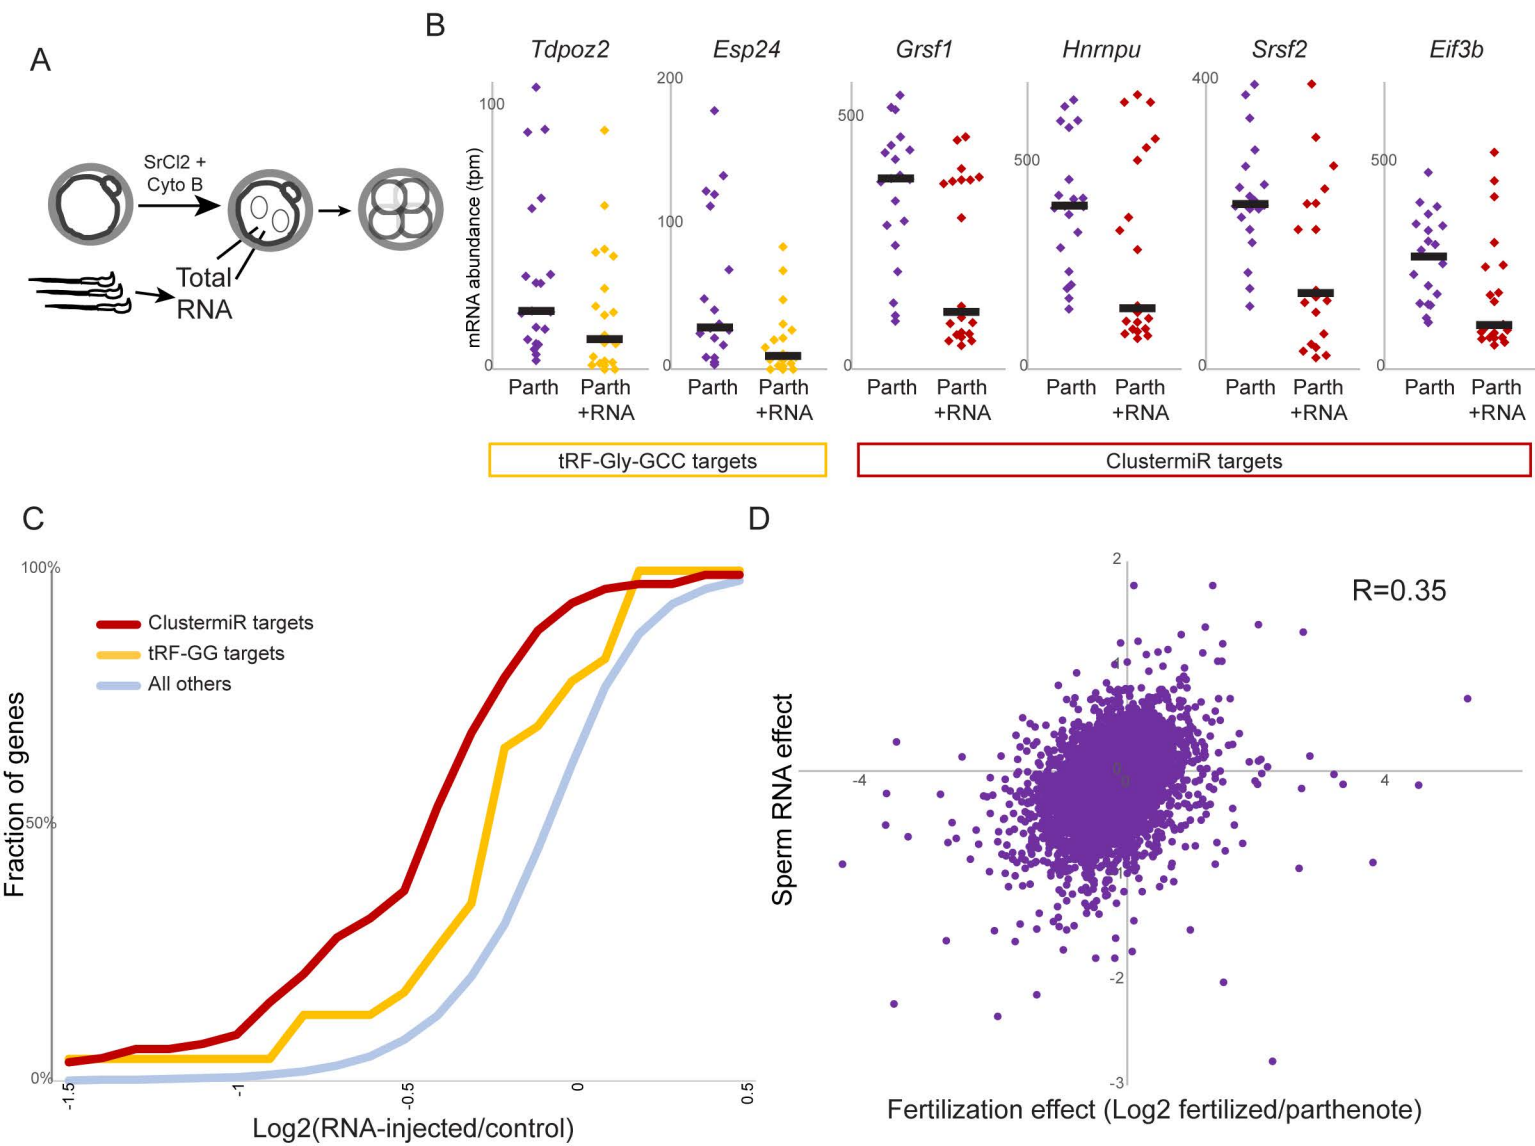 A
SrCl2 +
Cyto B
Total
RNA
B
Tdpoz2
Esp24
Grsf1
Hnrnpu
Srsf2
Eif3b
mRNA abundance (tpm)
100
0
200
100
0
500
0
500
0
400
0
500
0
Parth
Parth
+RNA
Parth
Parth
+RNA
Parth
Parth
+RNA
Parth
Parth
+RNA
Parth
Parth
+RNA
Parth
Parth
+RNA
tRF-Gly-GCC targets
ClustermiR targets
C
Fraction of genes
100%
50%
0%
ClustermiR targets
tRF-GG targets
All others
-1.5
-1
-0.5
0
0.5
Log2(RNA-injected/control)
D
R=0.35
Sperm RNA effect
2
1
0
-1
-2
-3
-4
0
4
Fertilization effect (Log2 fertilized/parthenote)